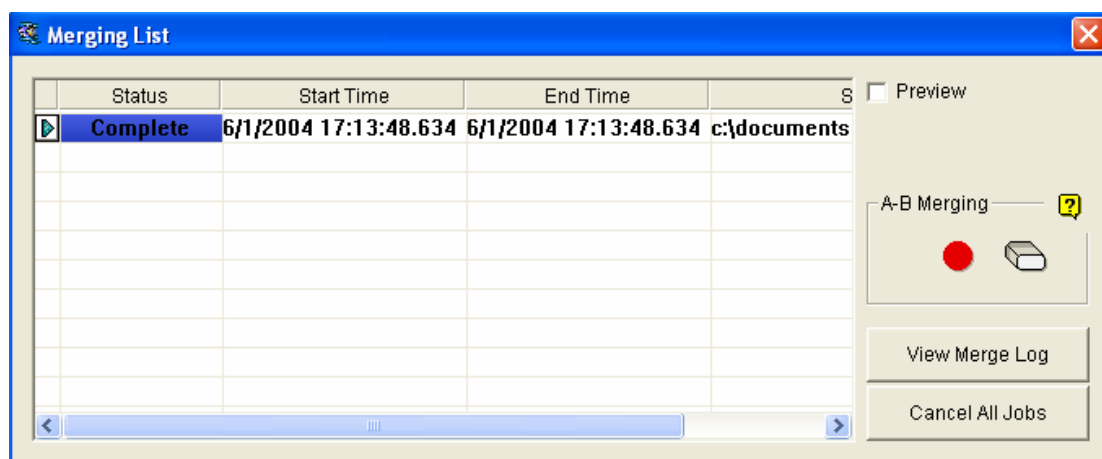 Merging List
Status Start Time End Time S
Complete 6/1/2004 17:13:48.634 6/1/2004 17:13:48.634 c:\documents
Preview
A-B Merging ?
View Merge Log
Cancel All Jobs